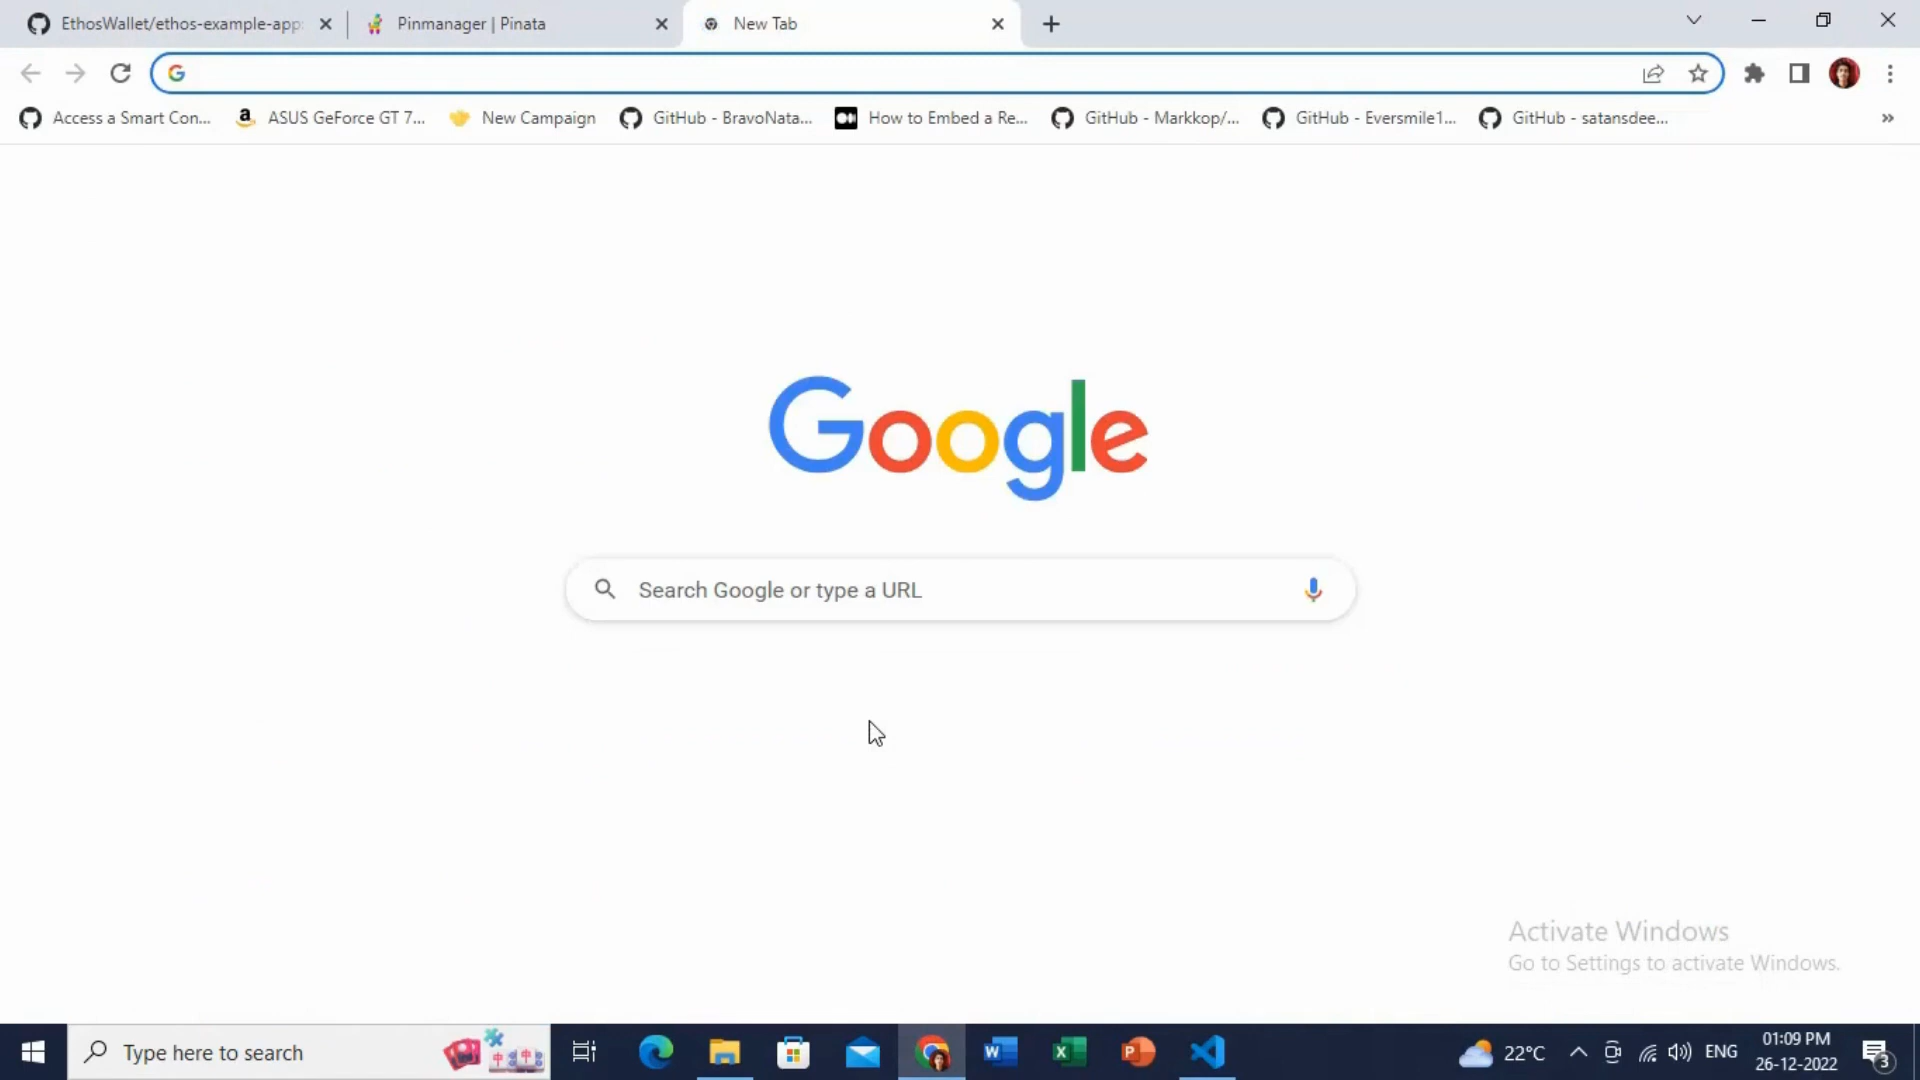 EthosWallet/ethos-example-app:
Pinmanager | Pinata
New Tab
Access a Smart Con...
ASUS GeForce GT 7...
New Campaign
GitHub - BravoNata...
How to Embed a Re...
GitHub - Markkop/...
GitHub - Eversmile1...
GitHub - satansdee...
»
Google
Search Google or type a URL
Activate Windows
Go to Settings to activate Windows.
Type here to search
22°C
ENG
01:09 PM
26-12-2022
3